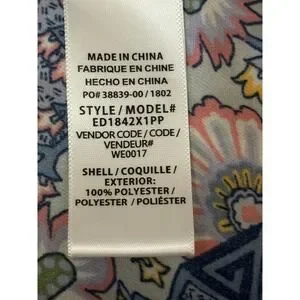 MADE IN CHINA
FABRIQUE EN CHINE
HECHO EN CHINA
PO# 38839-00 / 1802
STYLE / MODEL#
ED1842X1PP
VENDOR CODE / CODE /
VENDEUR#
WE0017
SHELL / COQUILLE /
EXTERIOR:
100% POLYESTER /
POLYESTER / POLIÉSTER